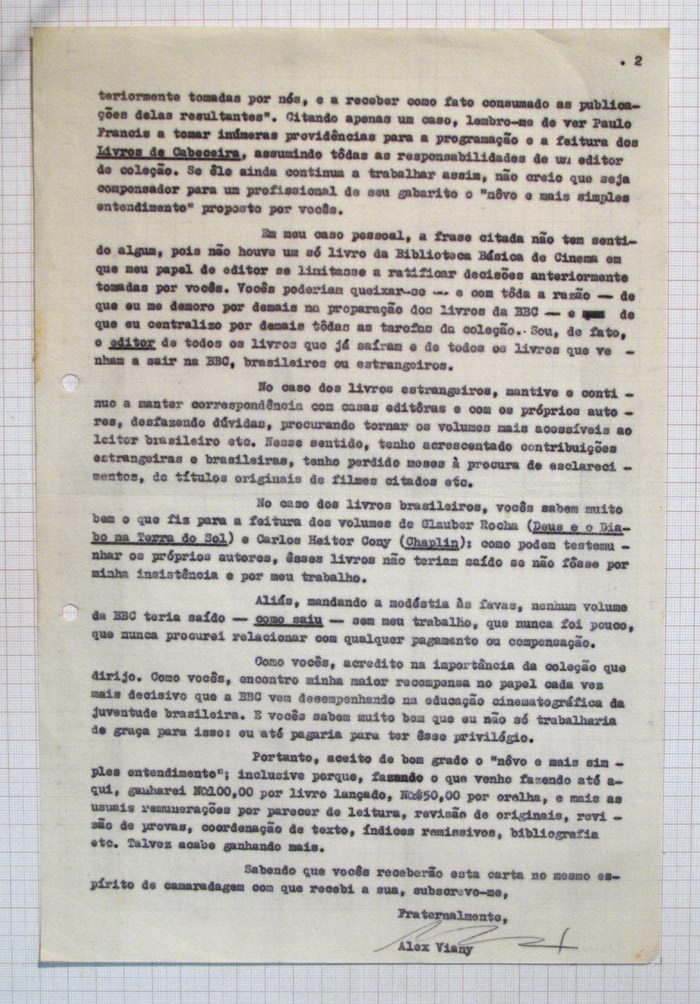 . 2
teriormente tomadas por nós, e a receber como fato consumado as publica-
ções delas resultantes". Citando apenas um caso, lembro-me de ver Paulo
Francis a tomar inúmeras providências para a programação e a feitura dos
Livros de Cabeceira, assumindo tôdas as responsabilidades de um editor
de coleção. Se êle ainda continua a trabalhar assim, não creio que seja
compensador para um profissional de seu gabarito o "nôvo e mais simples
entendimento" proposto por vocês.
Em meu caso pessoal, a frase citada não tem senti-
do algum, pois não houve um só livro da Biblioteca Básica de Cinema em
que meu papel de editor se limitasse a ratificar decisões anteriormente
tomadas por vocês. Vocês poderiam queixar-se -- e com tôda a razão -- de
que eu me demoro por demais na preparação dos livros da BBC -- e de
que eu centralizo por demais tôdas as tarefas da coleção. Sou, de fato,
o editor de todos os livros que já saíram e de todos os livros que ve -
nham a sair na BBC, brasileiros ou estrangeiros.
No caso dos livros estrangeiros, mantive e conti -
nuo a manter correspondência com casas editôras e com os próprios auto -
res, desfazendo dúvidas, procurando tornar os volumes mais acessíveis ao
leitor brasileiro etc. Nesse sentido, tenho acrescentado contribuições
estrangeiras e brasileiras, tenho perdido meses à procura de esclareci -
mentos, de títulos originais de filmes citados etc.
No caso dos livros brasileiros, vocês sabem muito
bem o que fiz para a feitura dos volumes de Glauber Rocha (Deus e o Dia-
bo na Terra do Sol) e Carlos Heitor Cony (Chaplin): como podem testemu -
nhar os próprios autores, êsses livros não teriam saído se não fôsse por
minha insistência e por meu trabalho.
Aliás, mandando a modéstia às favas, nenhum volume
da BBC teria saído -- como saiu -- sem meu trabalho, que nunca foi pouco,
que nunca procurei relacionar com qualquer pagamento ou compensação.
Como vocês, acredito na importância da coleção que
dirijo. Como vocês, encontro minha maior recompensa no papel cada vez
mais decisivo que a BBC vem desempenhando na educação cinematográfica da
juventude brasileira. E vocês sabem muito bem que eu não só trabalharia
de graça para isso: eu até pagaria para ter êsse privilégio.
Portanto, aceito de bom grado o "nôvo e mais sim -
ples entendimento"; inclusive porque, fazendo o que venho fazendo até a-
qui, ganharei NC$100,00 por livro lançado, NC$50,00 por orelha, e mais as
usuais remunerações por parecer de leitura, revisão de originais, revi -
são de provas, coordenação de texto, índices remissivos, bibliografia
etc. Talvez acabe ganhando mais.
Sabendo que vocês receberão esta carta no mesmo es-
pírito de camaradagem com que recebi a sua, subscrevo-me,
Fraternalmente,
Alex Viany